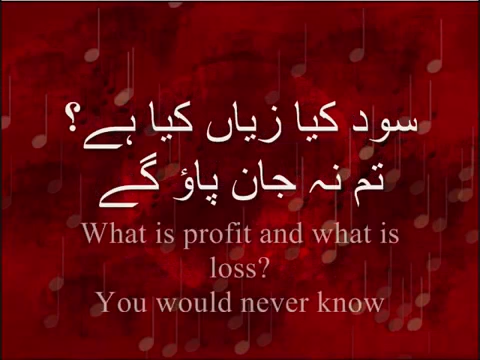 سود کیا زیاں کیا ہے؟
تم نہ جان پاؤ گے
What is profit and what is
loss?
You would never know